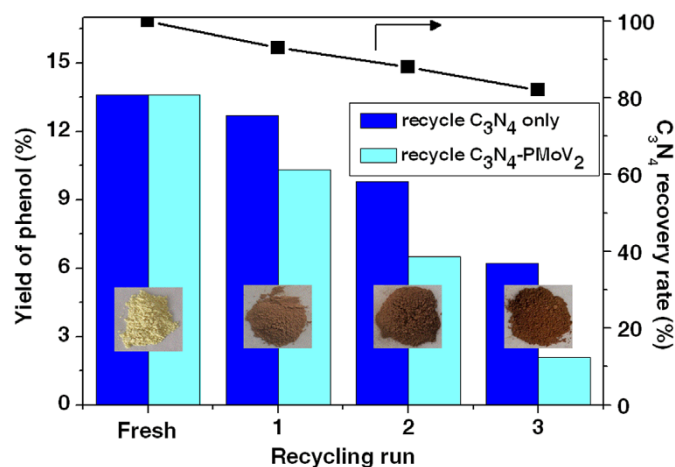 Yield of phenol (%)
15
12
9
6
3
0
100
80
60
40
20
0
C₃N₄ recovery rate (%)
recycle C₃N₄ only
recycle C₃N₄-PMoV₂
Fresh 1 2 3
Recycling run